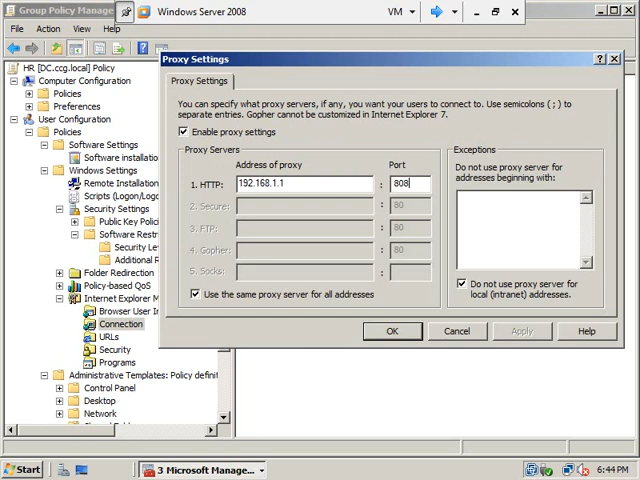 Group Policy Manage
Windows Server 2008
VM
File Action View Help
HR [DC.ccg.local] Policy
Computer Configuration
Policies
Preferences
User Configuration
Policies
Software Settings
Software installatio
Windows Settings
Remote Installation
Scripts (Logon/Logo
Security Settings
Public Key Polici
Software Restri
Security Le
Additional R
Folder Redirection
Policy-based QoS
Internet Explorer M
Browser User In
Connection
URLs
Security
Programs
Administrative Templates: Policy definit
Control Panel
Desktop
Network
Proxy Settings
Proxy Settings
You can specify what proxy servers, if any, you want your users to connect to. Use semicolons ( ; ) to
separate entries. Gopher cannot be customized in Internet Explorer 7.
Enable proxy settings
Proxy Servers
Address of proxy Port
1. HTTP: 192.168.1.1 : 808
2. Secure: : 80
3. FTP: : 80
4. Gopher: : 80
5. Socks: :
Use the same proxy server for all addresses
Exceptions
Do not use proxy server for
addresses beginning with:
Do not use proxy server for
local (intranet) addresses.
OK Cancel Apply Help
Start
3 Microsoft Manage...
6:44 PM